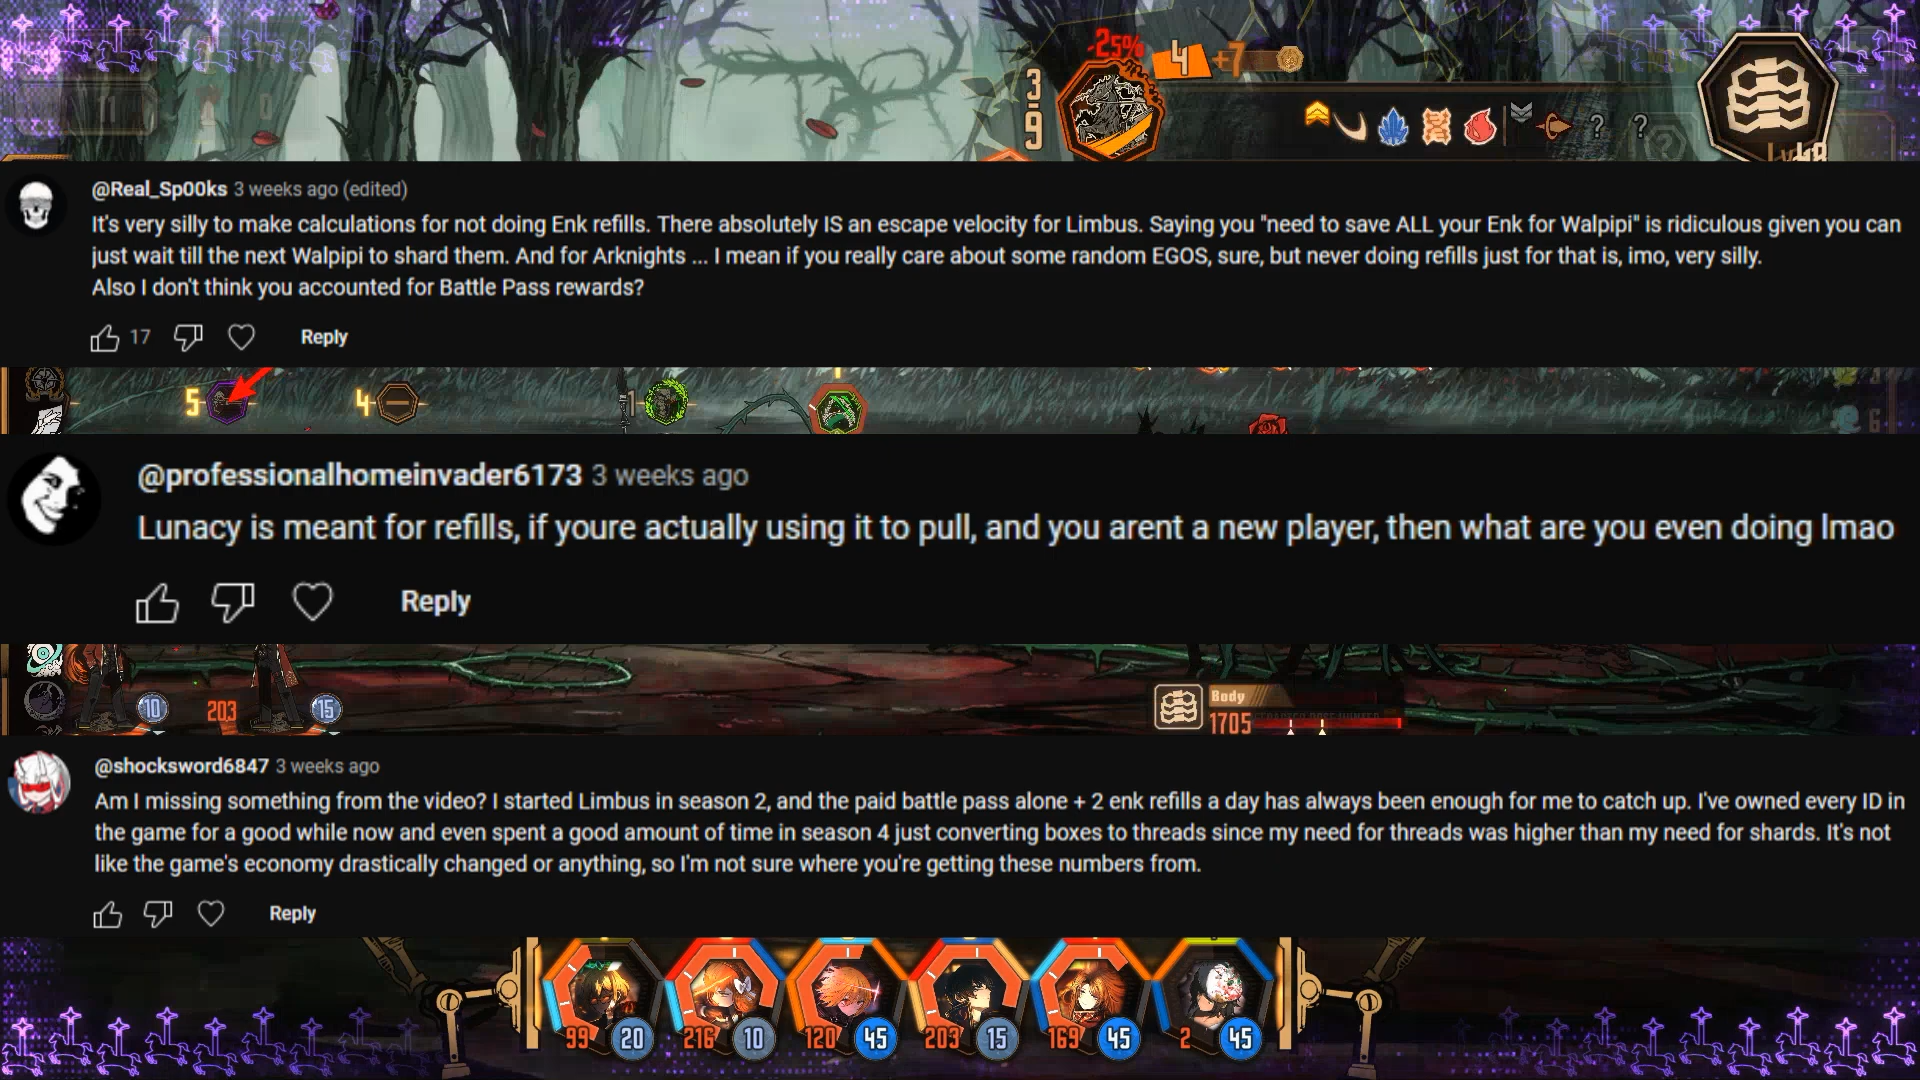 -25%
4 +7
3
9
Lv48
@Real_Sp00ks 3 weeks ago (edited)
It's very silly to make calculations for not doing Enk refills. There absolutely IS an escape velocity for Limbus. Saying you "need to save ALL your Enk for Walpipi" is ridiculous given you can
just wait till the next Walpipi to shard them. And for Arknights ... I mean if you really care about some random EGOS, sure, but never doing refills just for that is, imo, very silly.
Also I don't think you accounted for Battle Pass rewards?
17 Reply
5 4 1
6
@professionalhomeinvader6173 3 weeks ago
Lunacy is meant for refills, if youre actually using it to pull, and you arent a new player, then what are you even doing lmao
Reply
10 203 15
Body
1705
@shocksword6847 3 weeks ago
Am I missing something from the video? I started Limbus in season 2, and the paid battle pass alone + 2 enk refills a day has always been enough for me to catch up. I've owned every ID in
the game for a good while now and even spent a good amount of time in season 4 just converting boxes to threads since my need for threads was higher than my need for shards. It's not
like the game's economy drastically changed or anything, so I'm not sure where you're getting these numbers from.
Reply
99 20 216 10 120 45 203 15 169 45 2 45